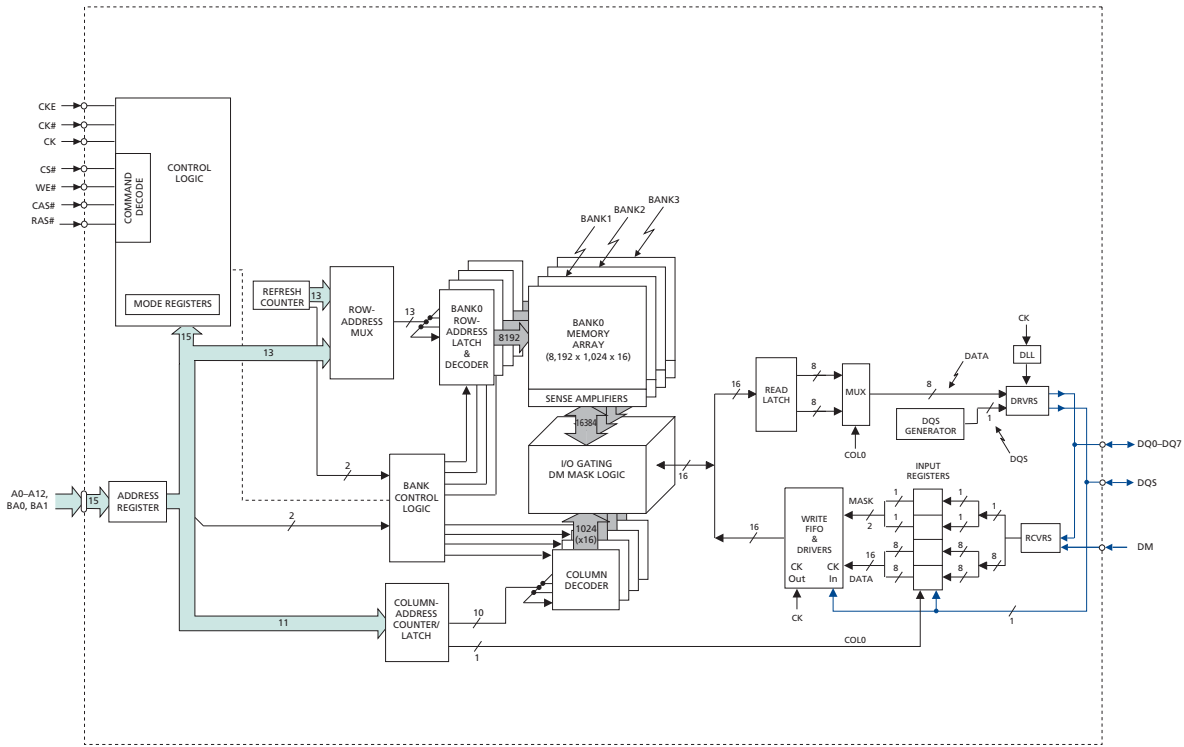 CKE
CK#
CK
CS#
WE#
CAS#
RAS#
COMMAND
DECODE
CONTROL
LOGIC
MODE REGISTERS
15
REFRESH
COUNTER
13
13
ROW-
ADDRESS
MUX
13
BANK0
ROW-
ADDRESS
LATCH
&
DECODER
8192
BANK1
BANK2
BANK3
BANK0
MEMORY
ARRAY
(8,192 x 1,024 x 16)
SENSE AMPLIFIERS
16384
I/O GATING
DM MASK LOGIC
16
1024
(x16)
COLUMN
DECODER
2
2
BANK
CONTROL
LOGIC
A0–A12,
BA0, BA1
15
ADDRESS
REGISTER
11
COLUMN-
ADDRESS
COUNTER/
LATCH
10
1
COL0
16
READ
LATCH
8
8
MUX
COL0
8
DATA
DQS
GENERATOR
1
DQS
CK
DLL
DRVRS
DQ0–DQ7
DQS
DM
INPUT
REGISTERS
16
WRITE
FIFO
&
DRIVERS
CK
Out
CK
In
CK
MASK
2
16
DATA
1
1
8
8
1
1
8
8
1
8
RCVRS
1